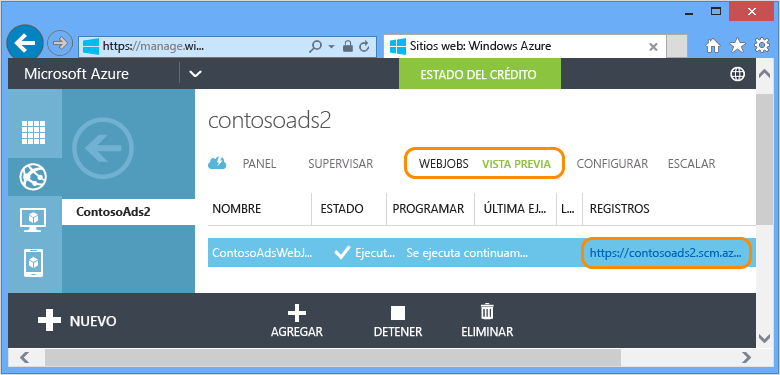 https://manage.wi...
Sitios web: Windows Azure
Microsoft Azure
ESTADO DEL CRÉDITO
contosoads2
PANEL SUPERVISAR WEBJOBS VISTA PREVIA CONFIGURAR ESCALAR
ContosoAds2
NOMBRE ESTADO PROGRAMAR ÚLTIMA EJ... L... REGISTROS
ContosoAdsWebJ... Ejecut... Se ejecuta continuam... https://contosoads2.scm.az...
NUEVO
AGREGAR DETENER ELIMINAR